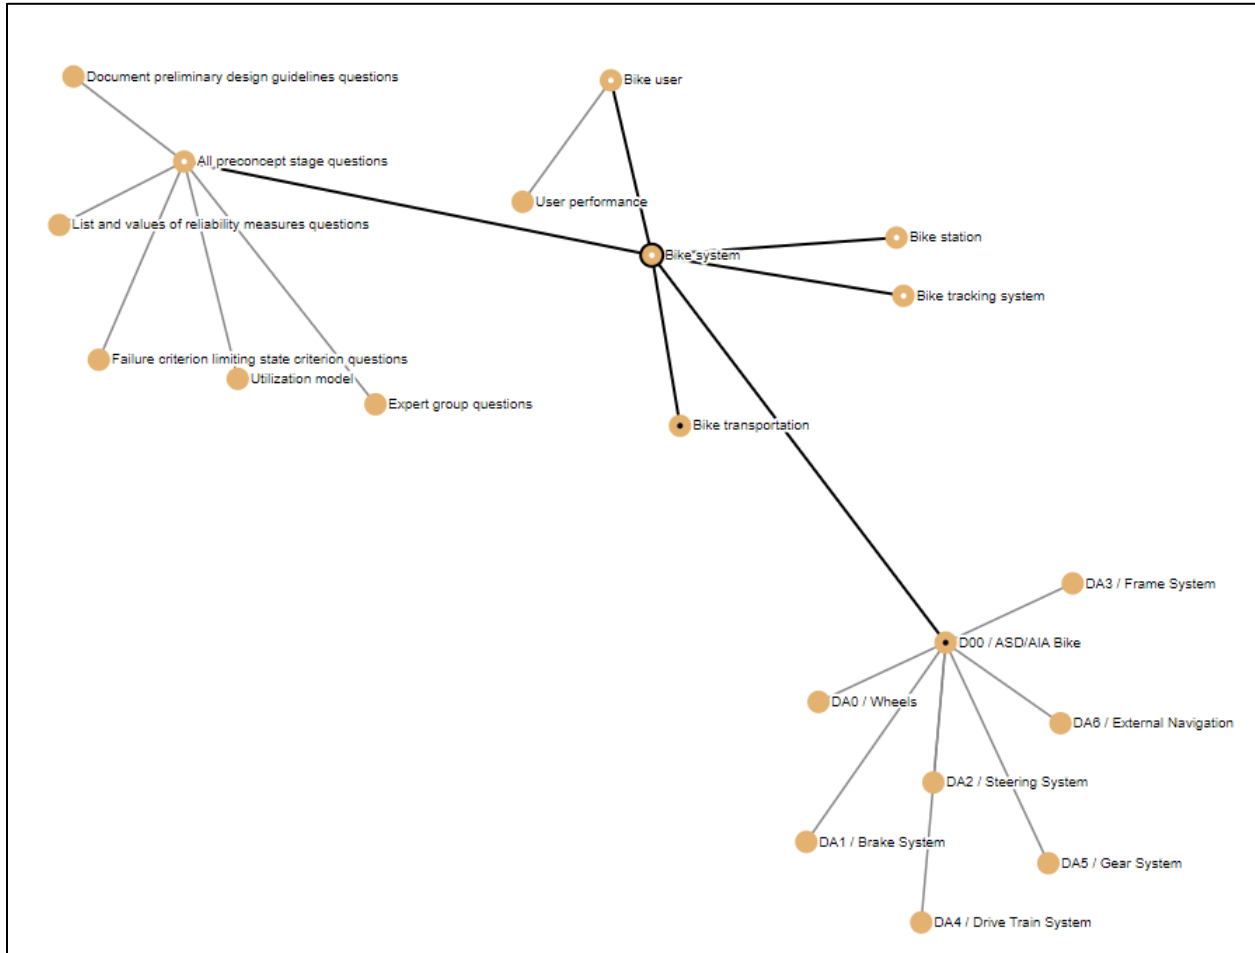 Document preliminary design guidelines questions
Bike user
All preconcept stage questions
User performance
List and values of reliability measures questions
Bike station
Bike system
Bike tracking system
Failure criterion limiting state criterion questions
Utilization model
Expert group questions
Bike transportation
DA3 / Frame System
D00 / ASD/AIA Bike
DA0 / Wheels
DA6 / External Navigation
DA2 / Steering System
DA1 / Brake System
DA5 / Gear System
DA4 / Drive Train System